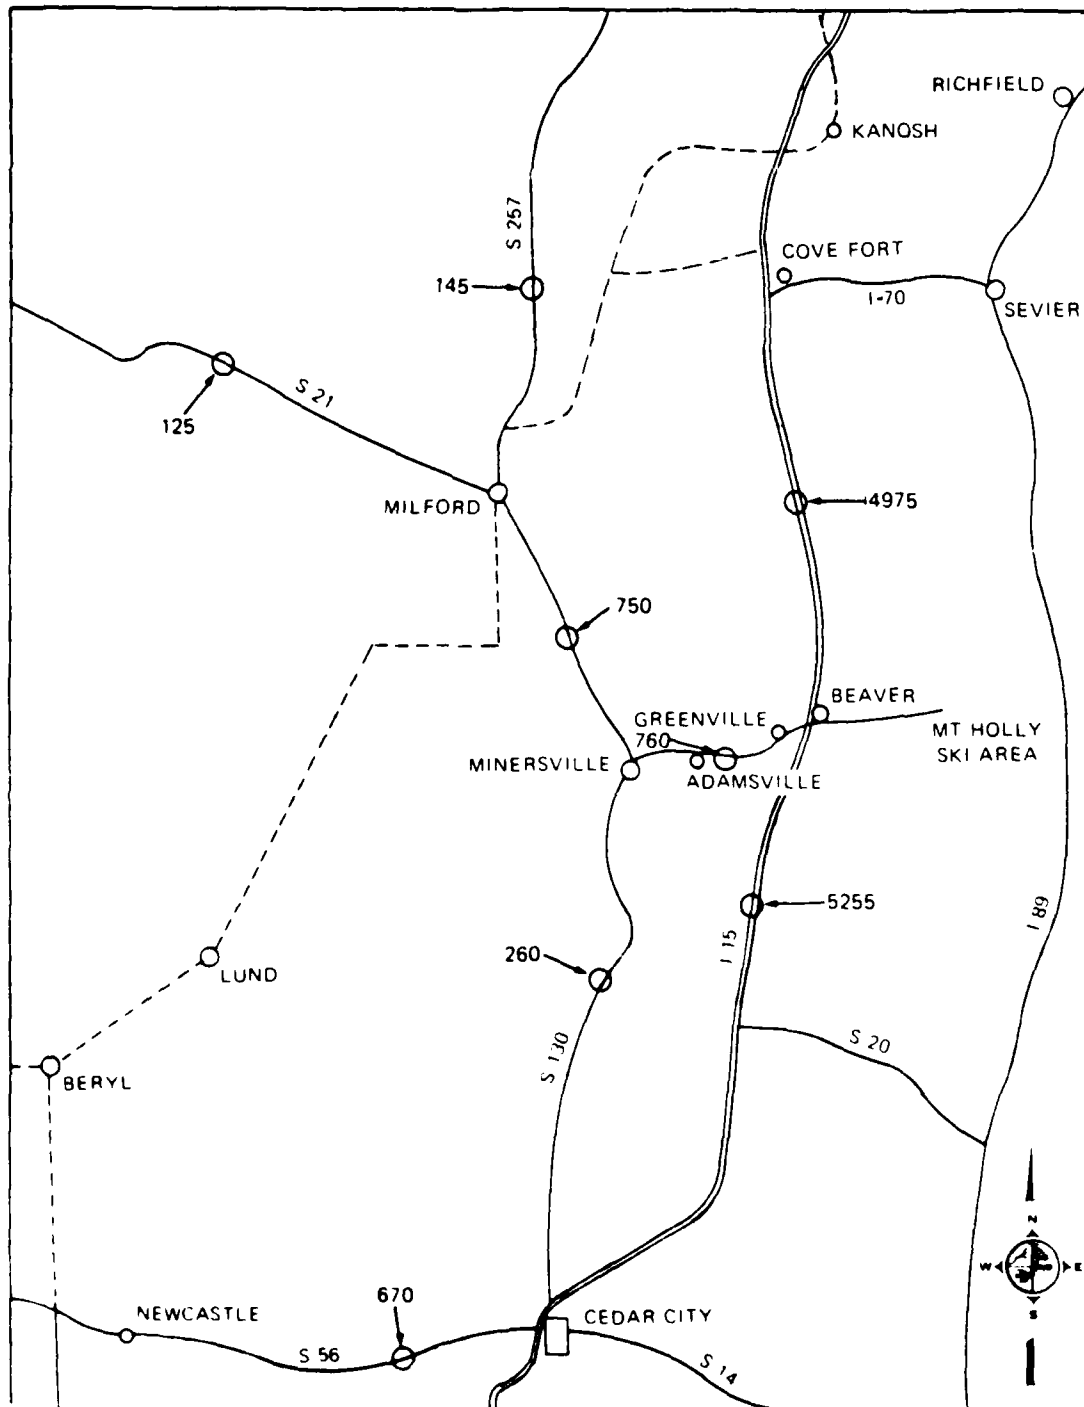 RICHFIELD
KANOSH
S 257
COVE FORT
145
I-70
SEVIER
S 21
125
MILFORD
4975
750
BEAVER
GREENVILLE
760
MT HOLLY
SKI AREA
MINERSVILLE
ADAMSVILLE
5255
I 89
I 15
260
LUND
S 130
S 20
BERYL
N
W
E
S
670
NEWCASTLE
CEDAR CITY
S 56
S 14